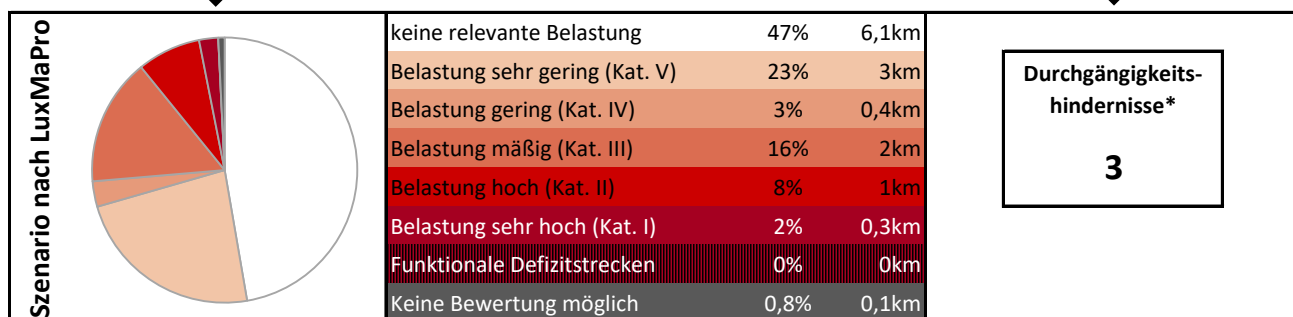 Szenario nach LuxMaPro
keine relevante Belastung 47% 6,1km
Belastung sehr gering (Kat. V) 23% 3km
Belastung gering (Kat. IV) 3% 0,4km
Belastung mäßig (Kat. III) 16% 2km
Belastung hoch (Kat. II) 8% 1km
Belastung sehr hoch (Kat. I) 2% 0,3km
Funktionale Defizitstrecken 0% 0km
Keine Bewertung möglich 0,8% 0,1km
Durchgängigkeits-
hindernisse*
3